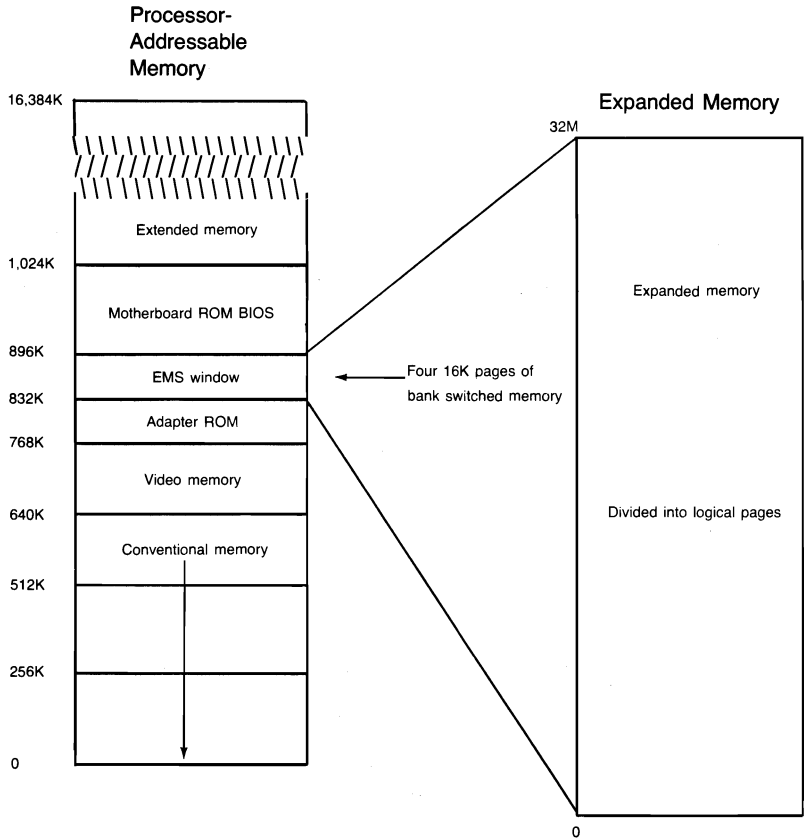 Processor-
Addressable
Memory
16,384K
Extended memory
1,024K
Motherboard ROM BIOS
896K
EMS window
832K
Adapter ROM
768K
Video memory
640K
Conventional memory
512K
256K
0
Four 16K pages of
bank switched memory
Expanded Memory
32M
Expanded memory
Divided into logical pages
0